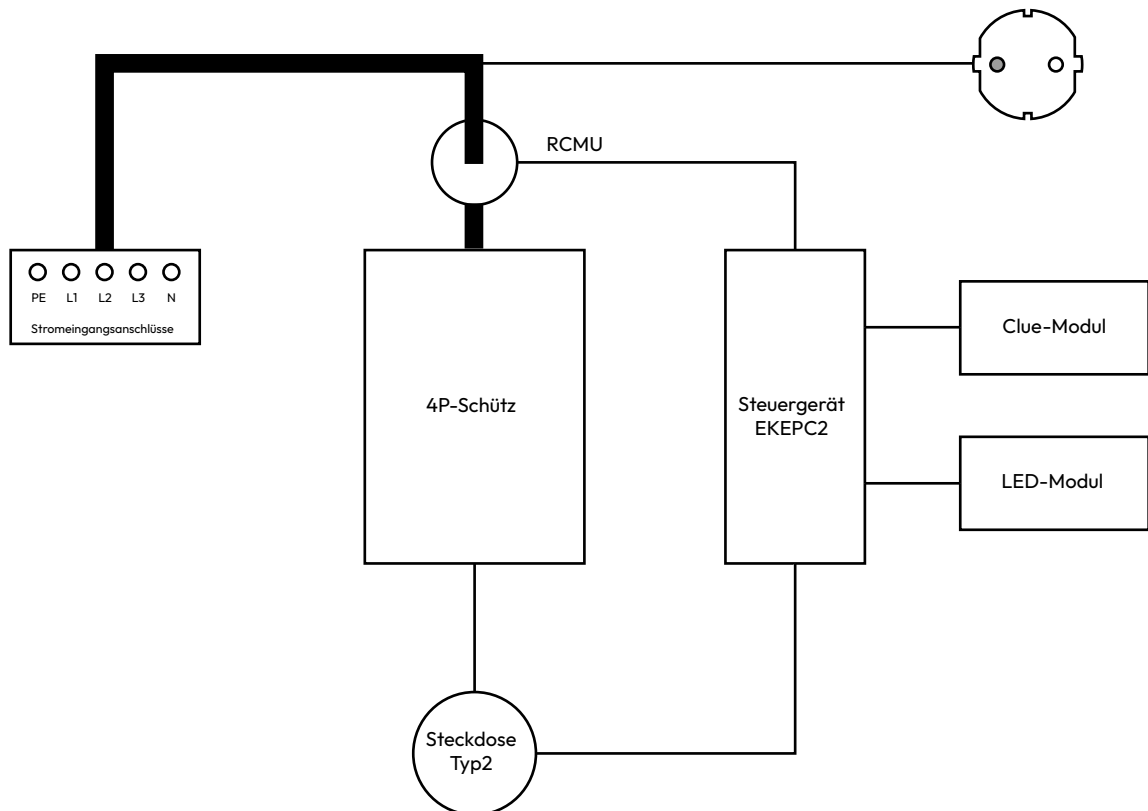 RCMU
PE L1 L2 L3 N
Stromeingangsanschlüsse
4P-Schütz
Steuergerät
EKEPC2
Clue-Modul
LED-Modul
Steckdose
Typ2